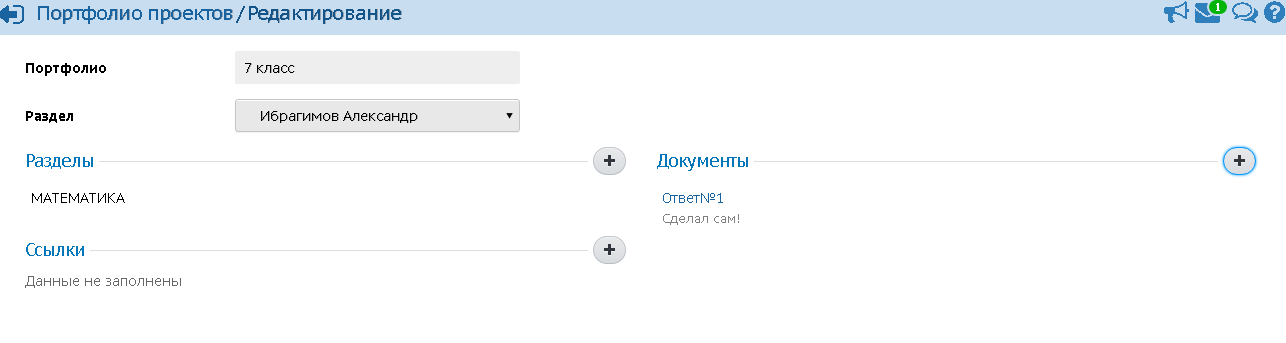 Портфолио проектов/Редактирование
1
?
Портфолио
7 класс
Раздел
Ибрагимов Александр
Разделы
МАТЕМАТИКА
Ссылки
Данные не заполнены
Документы
Ответ№1
Сделал сам!